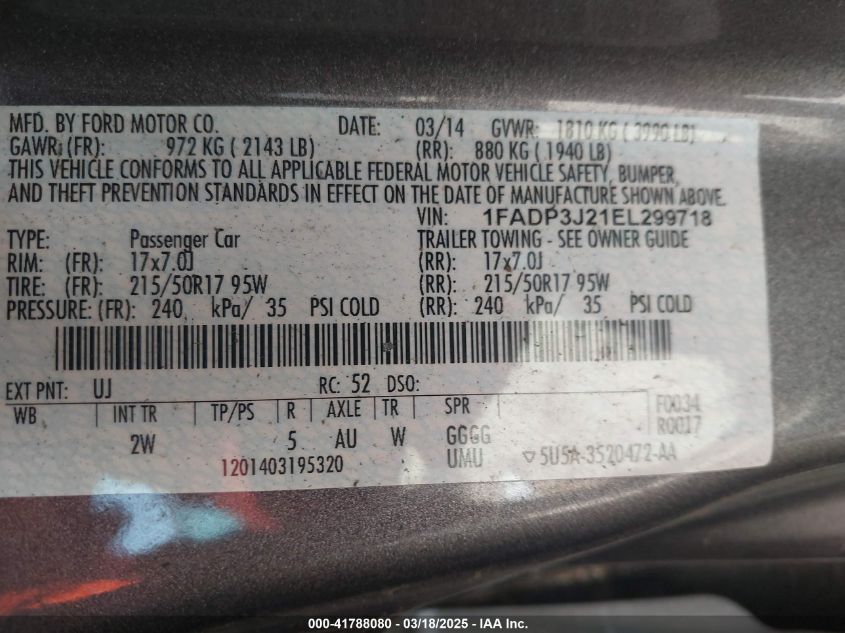 MFD. BY FORD MOTOR CO. DATE: 03/14 GVWR: 1810 KG ( 3990 LB)
GAWR: (FR): 972 KG ( 2143 LB) (RR): 880 KG ( 1940 LB)
THIS VEHICLE CONFORMS TO ALL APPLICABLE FEDERAL MOTOR VEHICLE SAFETY, BUMPER,
AND THEFT PREVENTION STANDARDS IN EFFECT ON THE DATE OF MANUFACTURE SHOWN ABOVE.
VIN: 1FADP3J21EL299718
TYPE: Passenger Car TRAILER TOWING - SEE OWNER GUIDE
RIM: (FR): 17x7.0J (RR): 17x7.0J
TIRE: (FR): 215/50R17 95W (RR): 215/50R17 95W
PRESSURE: (FR): 240 kPa/ 35 PSI COLD (RR): 240 kPa/ 35 PSI COLD
EXT PNT: UJ RC: 52 DSO:
WB INT TR TP/PS R AXLE TR SPR F0034
2W 5 AU W GGGG R0017
1201403195320 UMU ▽5U5A-3520472-AA
000-41788080 - 03/18/2025 - IAA Inc.